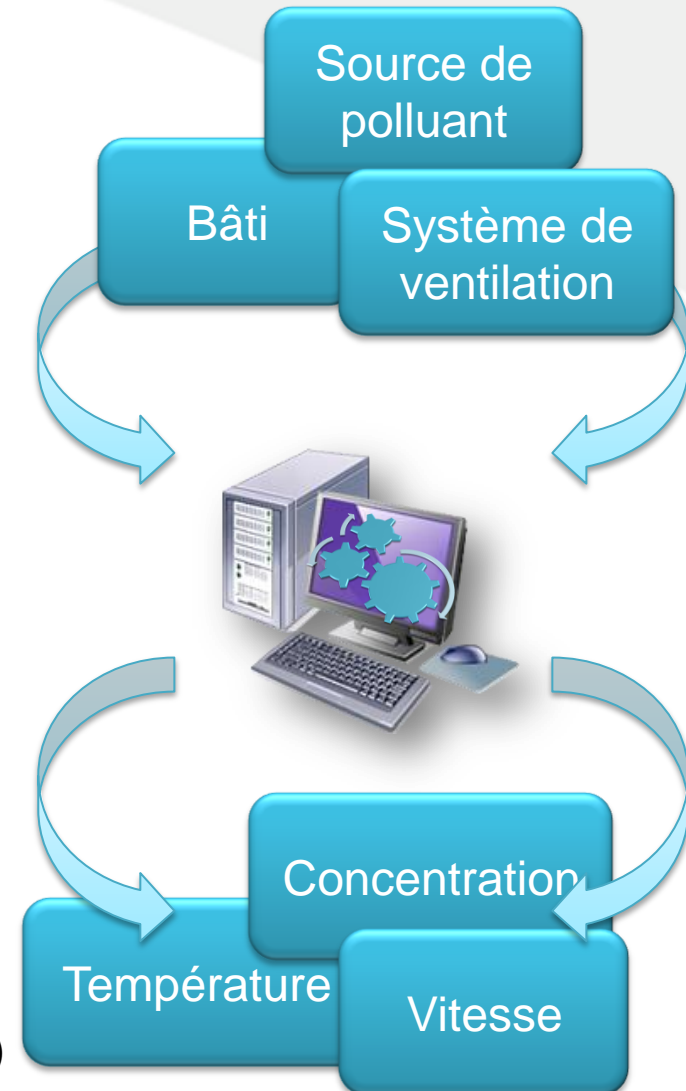 Source de
polluant
Bâti
Système de
ventilation
Concentration
Température
Vitesse
)